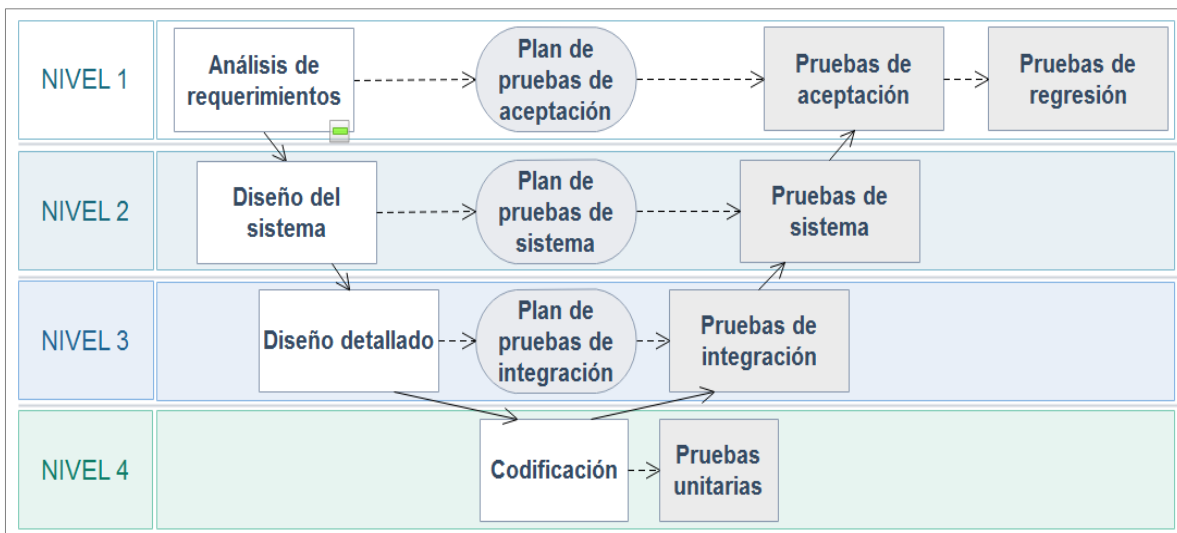 NIVEL 1
Análisis de
requerimientos
Plan de
pruebas de
aceptación
Pruebas de
aceptación
Pruebas de
regresión
NIVEL 2
Diseño del
sistema
Plan de
pruebas de
sistema
Pruebas de
sistema
NIVEL 3
Diseño detallado
Plan de
pruebas de
integración
Pruebas de
integración
NIVEL 4
Codificación
Pruebas
unitarias